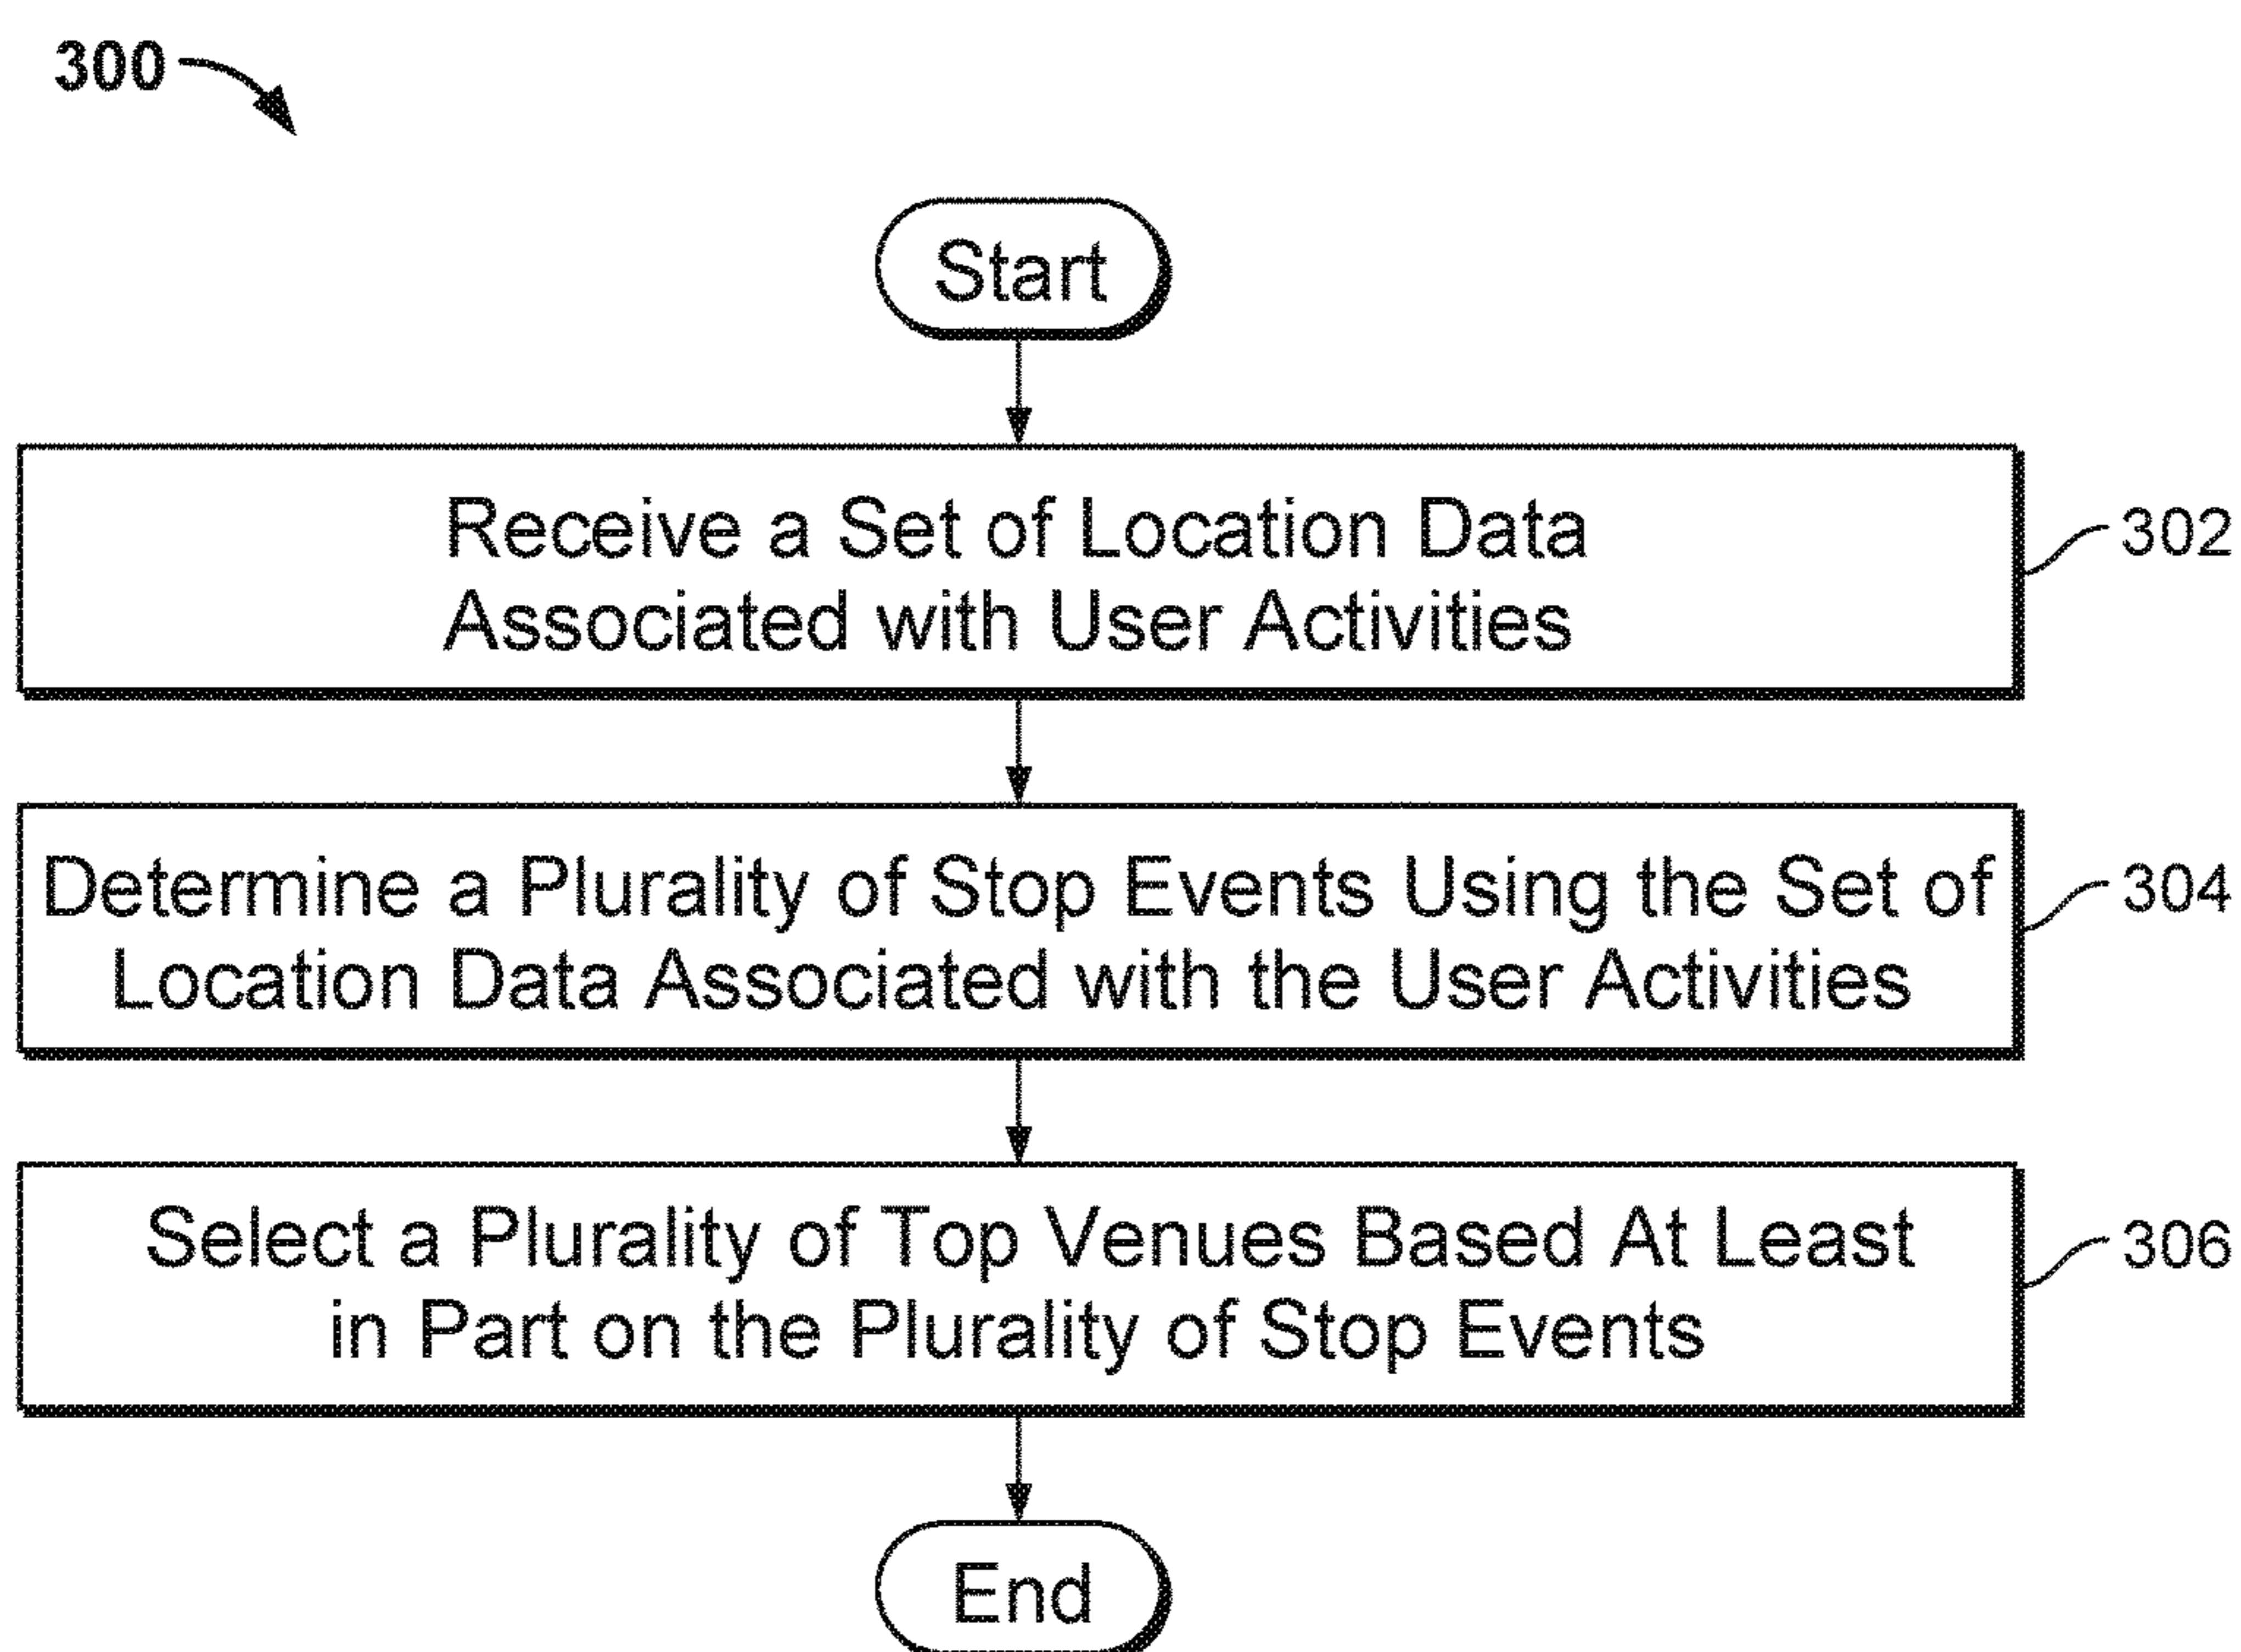 300
Start
Receive a Set of Location Data
Associated with User Activities
302
Determine a Plurality of Stop Events Using the Set of
Location Data Associated with the User Activities
304
Select a Plurality of Top Venues Based At Least
in Part on the Plurality of Stop Events
306
End